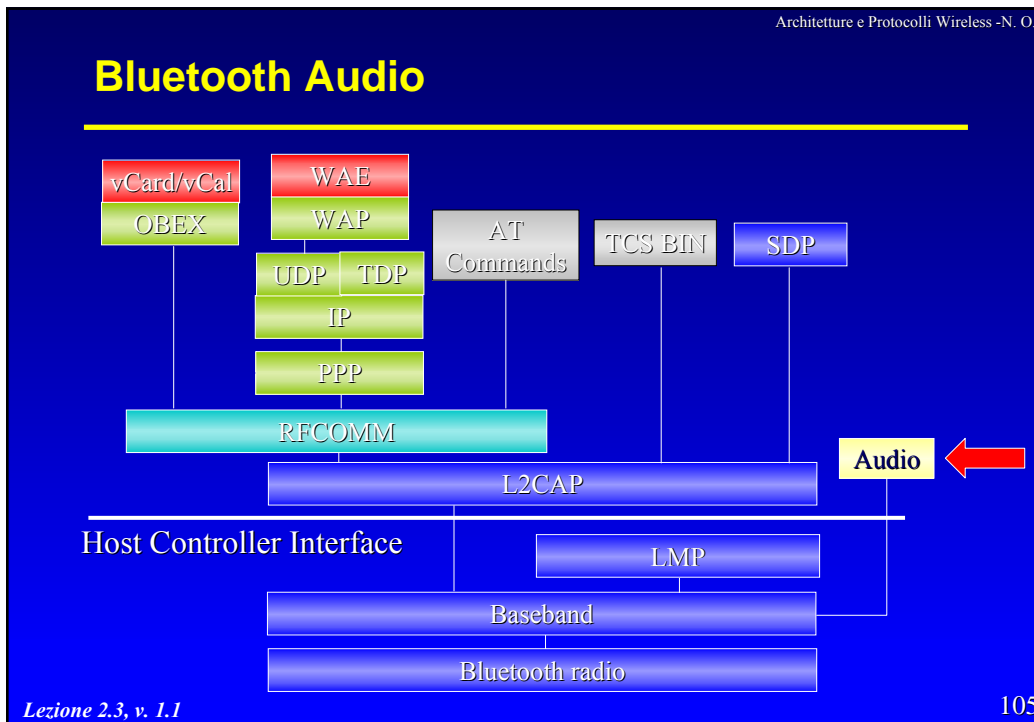 Architetture e Protocolli Wireless -N. O.
Bluetooth Audio
vCard/vCal
OBEX
WAE
WAP
UDP
TDP
IP
PPP
AT
Commands
TCS BIN
SDP
RFCOMM
L2CAP
Audio
Host Controller Interface
LMP
Baseband
Bluetooth radio
Lezione 2.3, v. 1.1
105